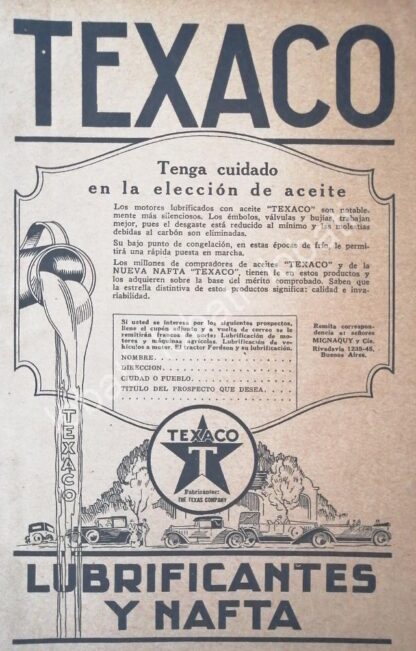 TEXACO
Tenga cuidado
en la elección de aceite
Los motores lubrificados con aceite "TEXACO" son notable-
mente más silenciosos. Los émbolos, válvulas y bujías, trabajan
mejor, pues el desgaste está reducido al mínimo y las molestias
debidas al carbón son eliminadas.
Su bajo punto de congelación, en estas épocas de frío, le permi-
tirá una rápida puesta en marcha.
Los millones de compradores de aceites "TEXACO" y de la
NUEVA NAFTA "TEXACO", tienen fe en estos productos y
los adquieren sobre la base del mérito comprobado. Saben que
la estrella distintiva de estos productos significa: calidad e inva-
riabilidad.
Si usted se interesa por los siguientes prospectos,
llene el cupón adjunto y a vuelta de correo se le
remitirán francos de porte: Lubrificación de mo-
tores y máquinas agrícolas. Lubrificación de ve-
hículos a motor. El tractor Fordson y su lubrificación.
NOMBRE.
DIRECCION.
CIUDAD O PUEBLO.
TITULO DEL PROSPECTO QUE DESEA.
Remita correspon-
dencia al señores
MIGNAQUY y Cía.
Rivadavia 1235-45,
Buenos Aires.
TEXACO
TEXACO
T
Fabricantes:
THE TEXAS COMPANY
LUBRIFICANTES
Y NAFTA